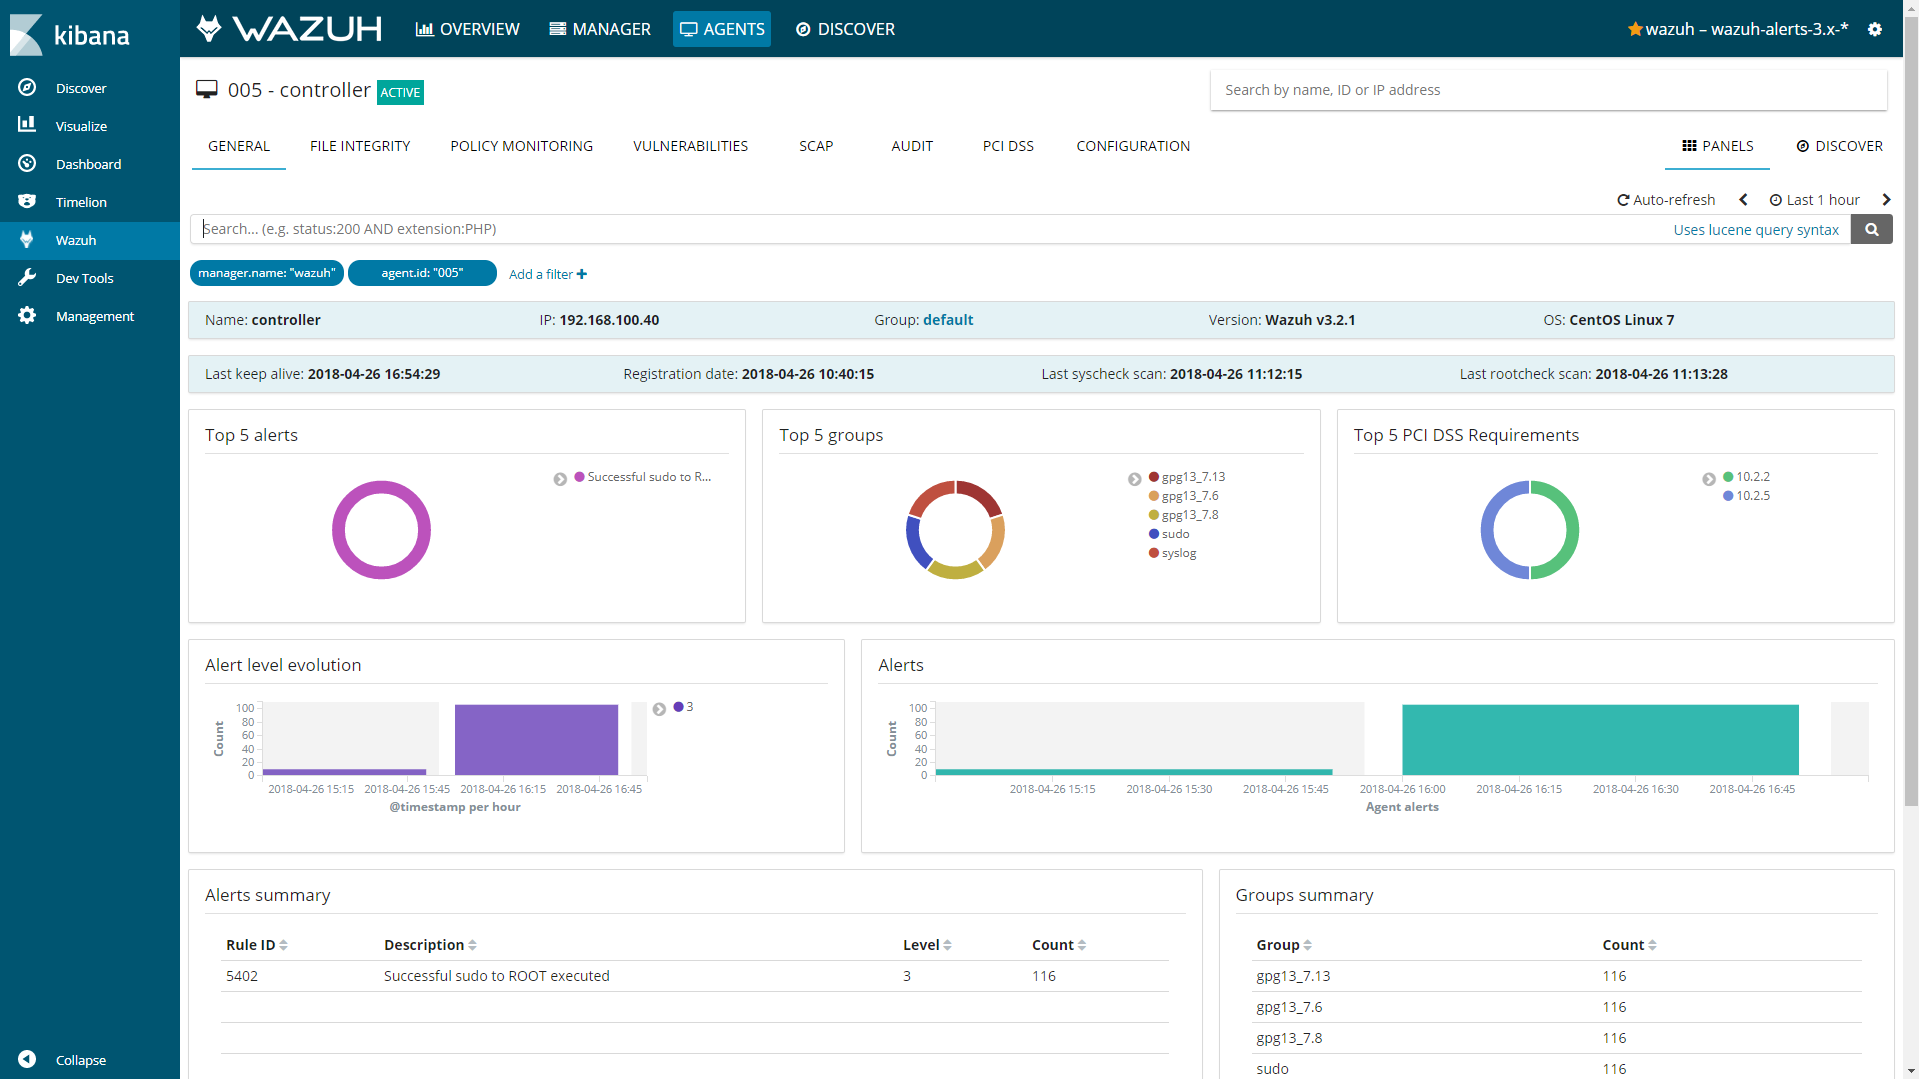 kibana
Discover
Visualize
Dashboard
Timelion
Wazuh
Dev Tools
Management
Collapse
WAZUH OVERVIEW MANAGER AGENTS DISCOVER wazuh – wazuh-alerts-3.x-*
005 - controller ACTIVE Search by name, ID or IP address
GENERAL FILE INTEGRITY POLICY MONITORING VULNERABILITIES SCAP AUDIT PCI DSS CONFIGURATION PANELS DISCOVER
Auto-refresh Last 1 hour
Search... (e.g. status:200 AND extension:PHP) Uses lucene query syntax
manager.name: "wazuh" agent.id: "005" Add a filter +
Name: controller IP: 192.168.100.40 Group: default Version: Wazuh v3.2.1 OS: CentOS Linux 7
Last keep alive: 2018-04-26 16:54:29 Registration date: 2018-04-26 10:40:15 Last syscheck scan: 2018-04-26 11:12:15 Last rootcheck scan: 2018-04-26 11:13:28
Top 5 alerts
Successful sudo to R...
Top 5 groups
gpg13_7.13
gpg13_7.6
gpg13_7.8
sudo
syslog
Top 5 PCI DSS Requirements
10.2.2
10.2.5
Alert level evolution
Count
100
80
60
40
20
0
2018-04-26 15:15 2018-04-26 15:45 2018-04-26 16:15 2018-04-26 16:45
@timestamp per hour
3
Alerts
Count
100
80
60
40
20
0
2018-04-26 15:15 2018-04-26 15:30 2018-04-26 15:45 2018-04-26 16:00 2018-04-26 16:15 2018-04-26 16:30 2018-04-26 16:45
Agent alerts
Alerts summary
Rule ID Description Level Count
5402 Successful sudo to ROOT executed 3 116
Groups summary
Group Count
gpg13_7.13 116
gpg13_7.6 116
gpg13_7.8 116
sudo 116